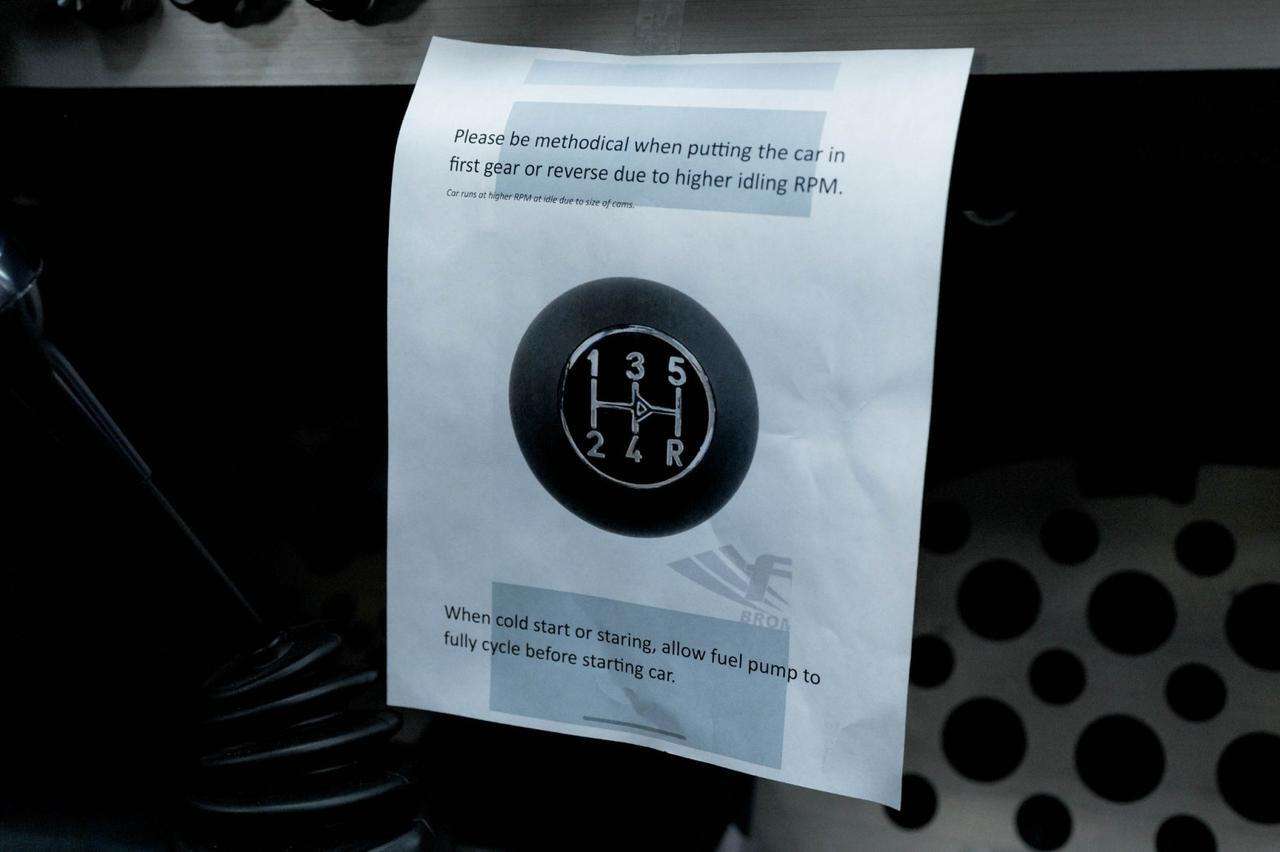 Please be methodical when putting the car in
first gear or reverse due to higher idling RPM.
Car runs at higher RPM at idle due to size of cams.
1 3 5
2 4 R
When cold start or staring, allow fuel pump to
fully cycle before starting car.